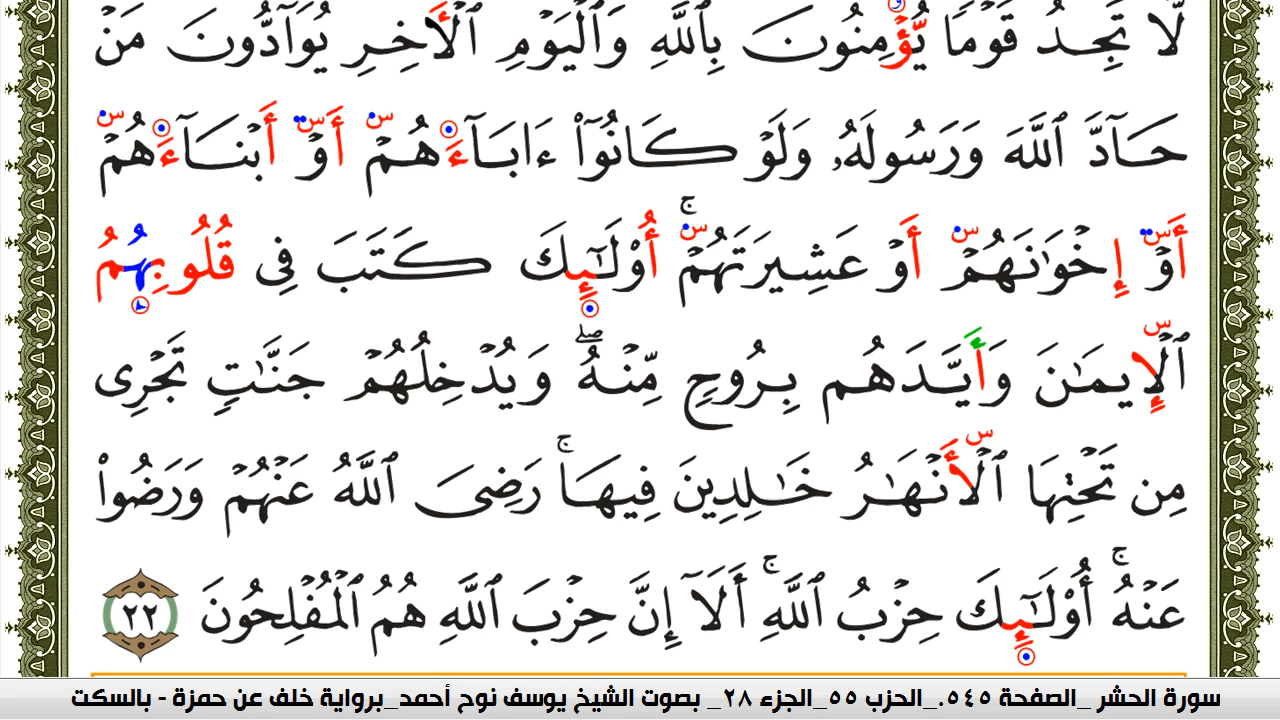 لَّا تَجِدُ قَوْمًا يُؤْمِنُونَ بِٱللَّهِ وَٱلْيَوْمِ ٱلْأَخِرِ يُوَآدُّونَ مَنْ
حَآدَّ ٱللَّهَ وَرَسُولَهُۥ وَلَوْ كَانُوٓا۟ ءَابَآءَهُمْ أَوْ أَبْنَآءَهُمْ
أَوْ إِخْوَٰنَهُمْ أَوْ عَشِيرَتَهُمْ ۚ أُو۟لَـٰٓئِكَ كَتَبَ فِى قُلُوبِهُمُ
ٱلْإِيمَـٰنَ وَأَيَّدَهُم بِرُوحٍ مِّنْهُ ۖ وَيُدْخِلُهُمْ جَنَّـٰتٍ تَجْرِى
مِن تَحْتِهَا ٱلْأَنْهَـٰرُ خَـٰلِدِينَ فِيهَا ۚ رَضِىَ ٱللَّهُ عَنْهُمْ وَرَضُوا۟
عَنْهُ ۚ أُو۟لَـٰٓئِكَ حِزْبُ ٱللَّهِ ۚ أَلَآ إِنَّ حِزْبَ ٱللَّهِ هُمُ ٱلْمُفْلِحُونَ ٢٢
سورة الحشر _الصفحة ٥٤٥._الحزب ٥٥_الجزء ٢٨_ بصوت الشيخ يوسف نوح أحمد_برواية خلف عن حمزة - بالسكت